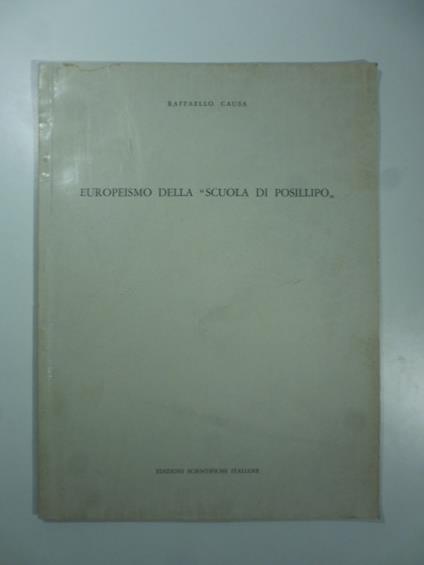 RAFFAELLO CAUSA
EUROPEISMO DELLA "SCUOLA DI POSILLIPO„
EDIZIONI SCIENTIFICHE ITALIANE